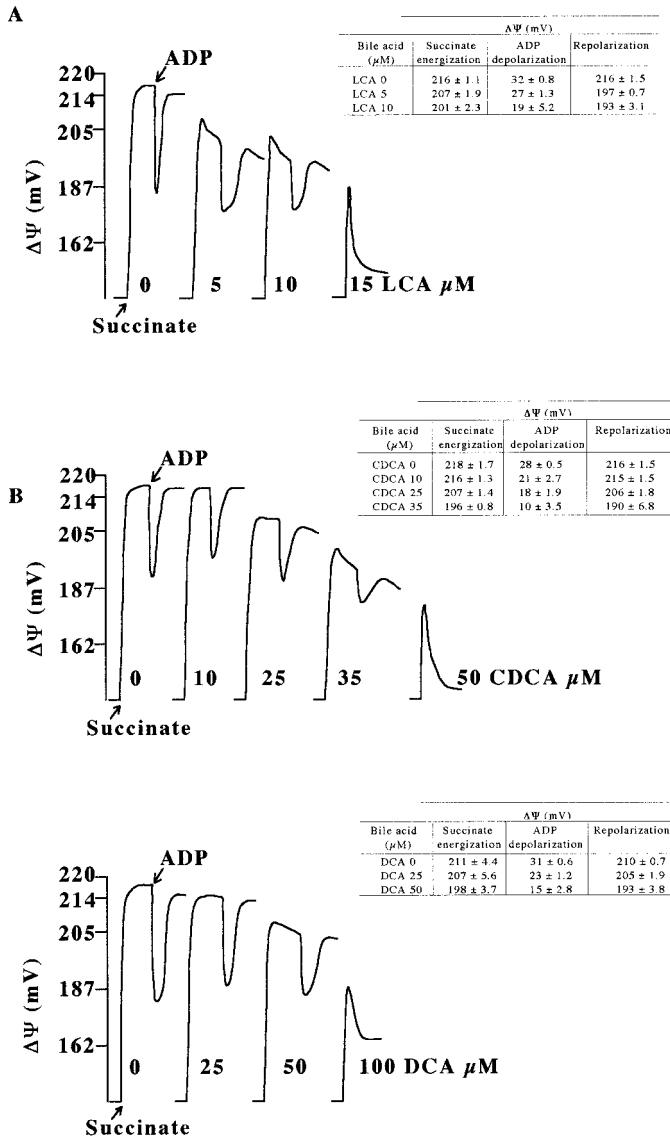 A
ADP
220
214
205
187
162
ΔΨ (mV)
0
5
10
15 LCA μM
Succinate
ΔΨ (mV)
Bile acid (μM) Succinate energization ADP depolarization Repolarization
LCA 0 216 ± 1.1 32 ± 0.8 216 ± 1.5
LCA 5 207 ± 1.9 27 ± 1.3 197 ± 0.7
LCA 10 201 ± 2.3 19 ± 5.2 193 ± 3.1
B
ADP
220
214
205
187
162
ΔΨ (mV)
0
10
25
35
50 CDCA μM
Succinate
ΔΨ (mV)
Bile acid (μM) Succinate energization ADP depolarization Repolarization
CDCA 0 218 ± 1.7 28 ± 0.5 216 ± 1.5
CDCA 10 216 ± 1.3 21 ± 2.7 215 ± 1.5
CDCA 25 207 ± 1.4 18 ± 1.9 206 ± 1.8
CDCA 35 196 ± 0.8 10 ± 3.5 190 ± 6.8
ADP
220
214
205
187
162
ΔΨ (mV)
0
25
50
100 DCA μM
Succinate
ΔΨ (mV)
Bile acid (μM) Succinate energization ADP depolarization Repolarization
DCA 0 211 ± 4.4 31 ± 0.6 210 ± 0.7
DCA 25 207 ± 5.6 23 ± 1.2 205 ± 1.9
DCA 50 198 ± 3.7 15 ± 2.8 193 ± 3.8